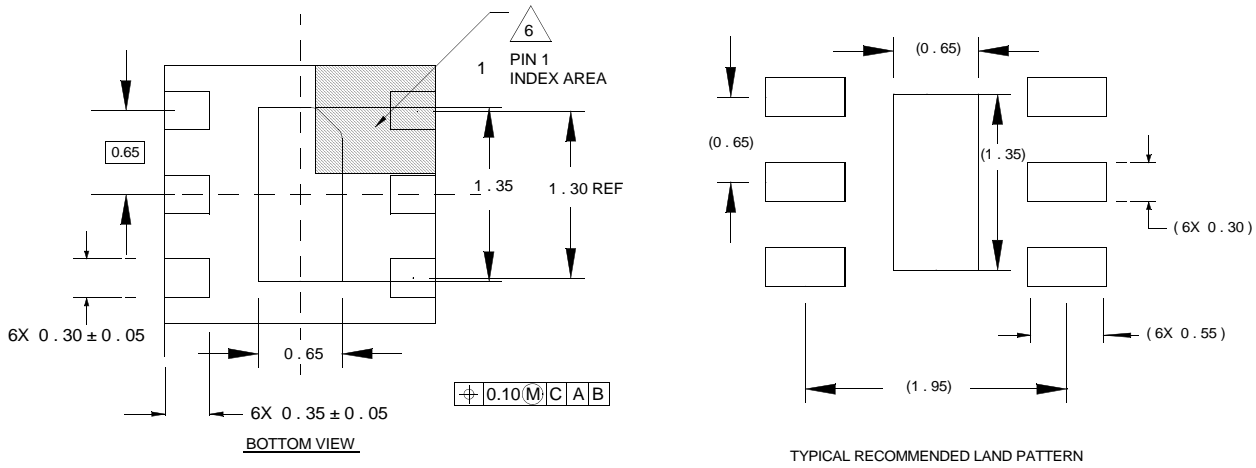 6
PIN 1
INDEX AREA
1
0.65
1 . 35
1 . 30 REF
6X 0 . 30 ± 0 . 05
0 . 65
6X 0 . 35 ± 0 . 05
⌖ 0.10 Ⓜ C A B
BOTTOM VIEW
(0 . 65)
(0 . 65)
(1 . 35)
( 6X 0 . 30 )
( 6X 0 . 55 )
(1 . 95)
TYPICAL RECOMMENDED LAND PATTERN